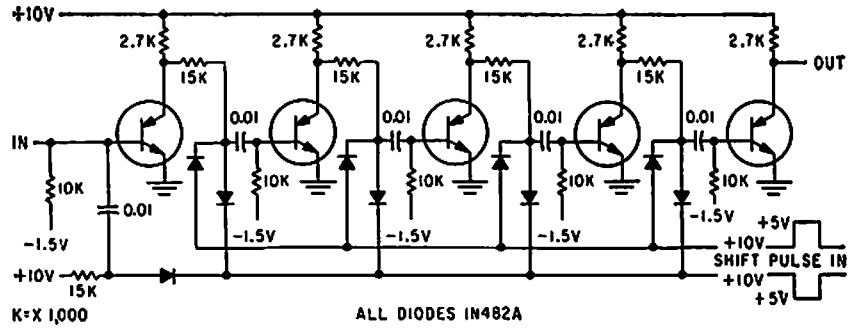 +10V
2.7K 2.7K 2.7K 2.7K 2.7K
15K 15K 15K 15K
OUT
0.01 0.01 0.01 0.01
IN
10K 0.01 10K 10K 10K 10K
-1.5V -1.5V -1.5V -1.5V -1.5V
+5V
+10V
SHIFT PULSE IN
+10V +10V
15K +5V
K=X 1,000 ALL DIODES IN482A